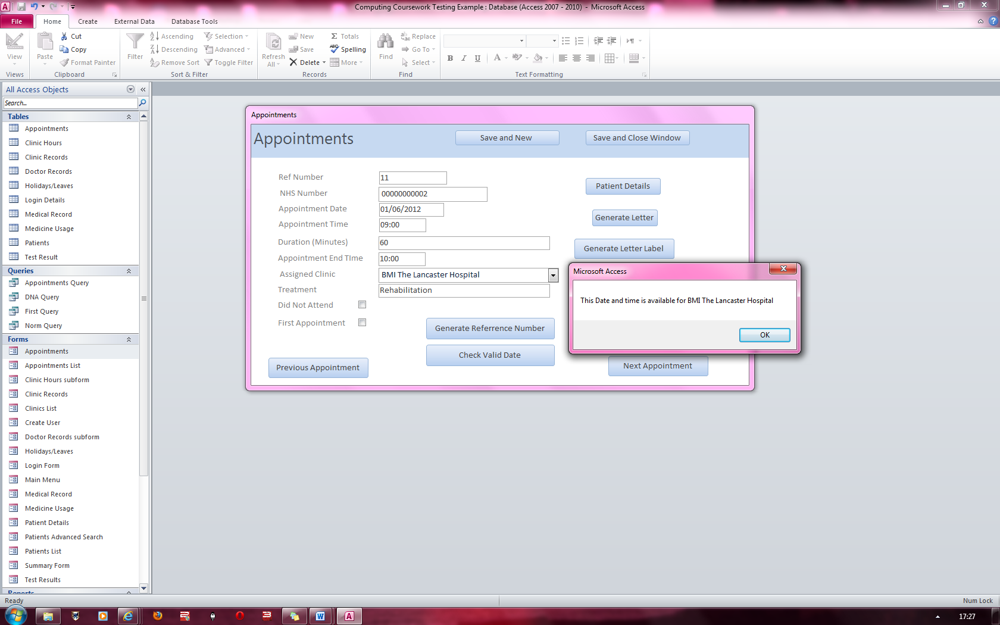 Computing Coursework Testing Example : Database (Access 2007 - 2010) - Microsoft Access
File Home Create External Data Database Tools
View
Views
Paste
Cut
Copy
Format Painter
Clipboard
Filter
Ascending
Descending
Remove Sort
Selection
Advanced
Toggle Filter
Sort & Filter
Refresh
All
New
Save
Delete
Totals
Spelling
More
Records
Find
Replace
Go To
Select
Find
B I U A
Text Formatting
All Access Objects
Search...
Tables
Appointments
Clinic Hours
Clinic Records
Doctor Records
Holidays/Leaves
Login Details
Medical Record
Medicine Usage
Patients
Test Result
Queries
Appointments Query
DNA Query
First Query
Norm Query
Forms
Appointments
Appointments List
Clinic Hours subform
Clinic Records
Clinics List
Create User
Doctor Records subform
Holidays/Leaves
Login Form
Main Menu
Medical Record
Medicine Usage
Patient Details
Patients Advanced Search
Patients List
Summary Form
Test Results
Reports
Appointments
Appointments
Save and New
Save and Close Window
Ref Number 11
NHS Number 00000000002
Appointment Date 01/06/2012
Appointment Time 09:00
Duration (Minutes) 60
Appointment End TIme 10:00
Assigned Clinic BMI The Lancaster Hospital
Treatment Rehabilitation
Did Not Attend
First Appointment
Patient Details
Generate Letter
Generate Letter Label
Generate Referrence Number
Check Valid Date
Previous Appointment
Next Appointment
Microsoft Access
This Date and time is available for BMI The Lancaster Hospital
OK
Ready
Num Lock
17:27